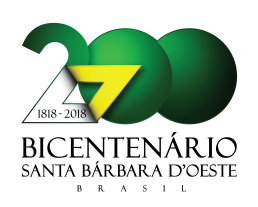 200
1818 - 2018
BICENTENÁRIO
SANTA BÁRBARA D'OESTE
BRASIL